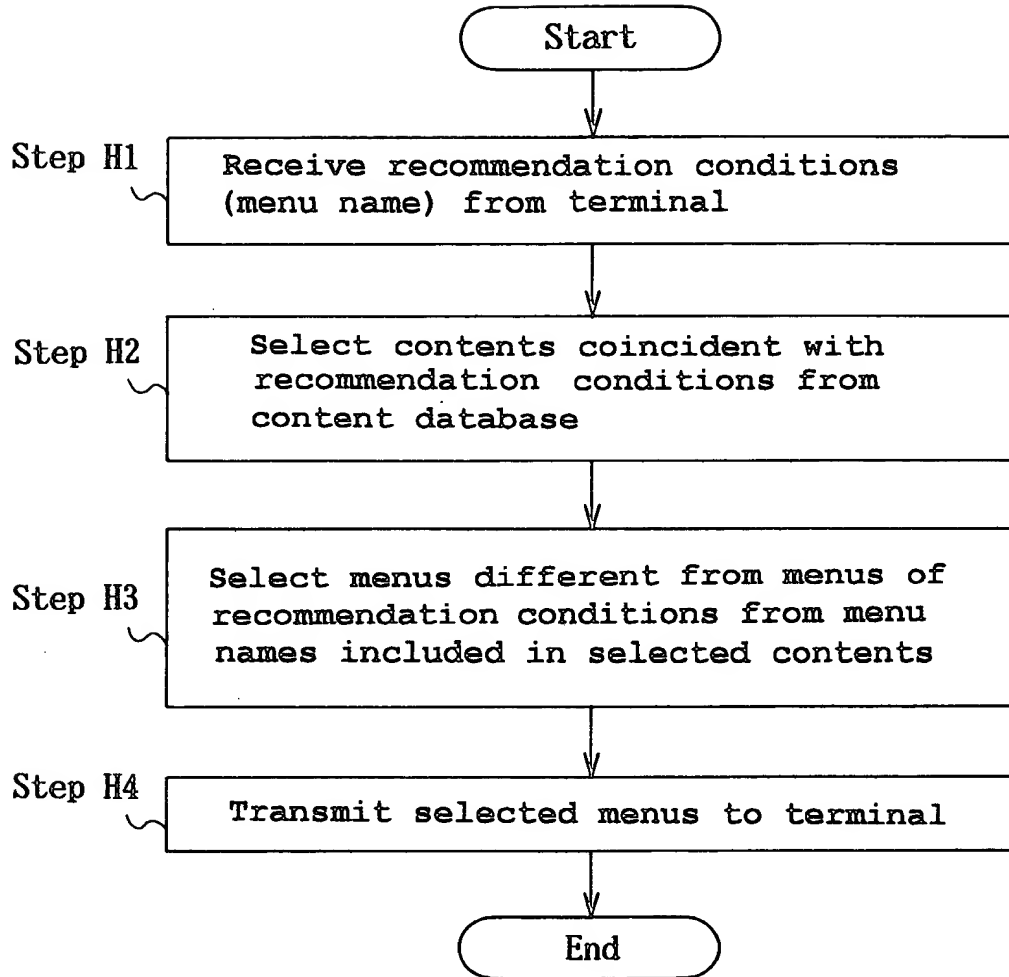 Start
Step H1
Receive recommendation conditions
(menu name) from terminal
Step H2
Select contents coincident with
recommendation conditions from
content database
Step H3
Select menus different from menus of
recommendation conditions from menu
names included in selected contents
Step H4
Transmit selected menus to terminal
End